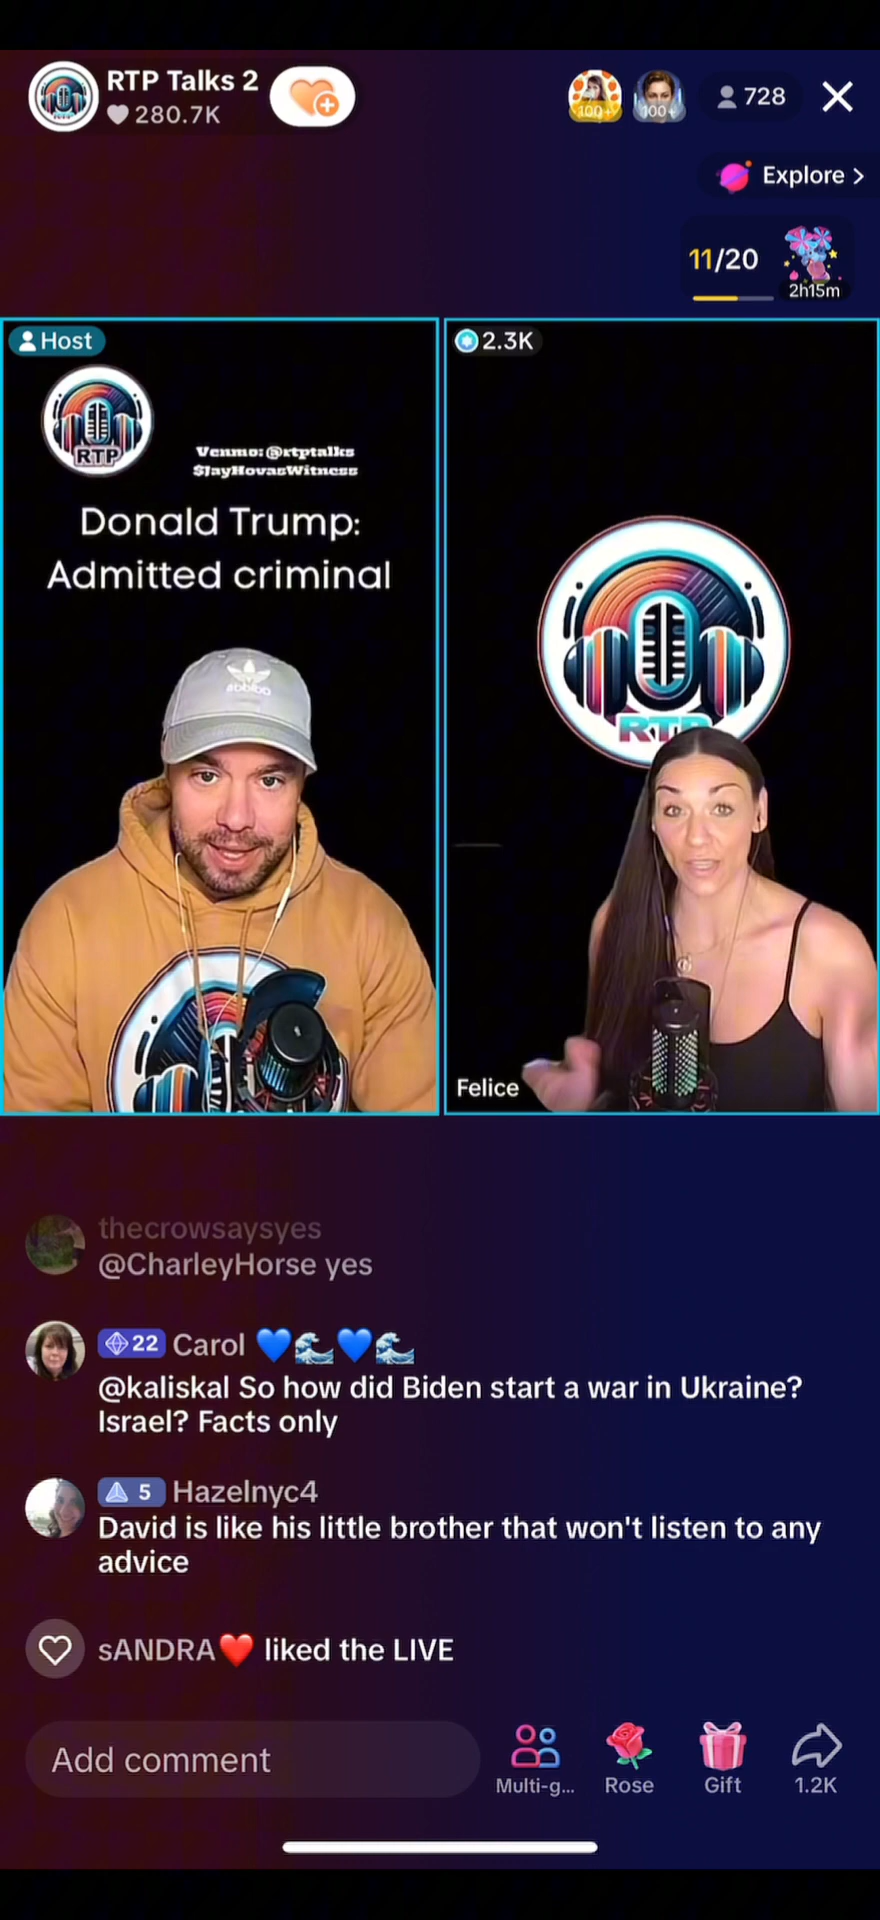 RTP Talks 2
280.7K
100+
100+
728
Explore >
11/20
2h15m
Host
RTP
Venmo: @rtptalks
$JayHovasWitness
Donald Trump:
Admitted criminal
2.3K
RTP
Felice
thecrowsaysyes
@CharleyHorse yes
22 Carol 💙🌊💙🌊
@kaliskal So how did Biden start a war in Ukraine?
Israel? Facts only
5 Hazelnyc4
David is like his little brother that won't listen to any
advice
sANDRA❤️ liked the LIVE
Add comment
Multi-g...
Rose
Gift
1.2K